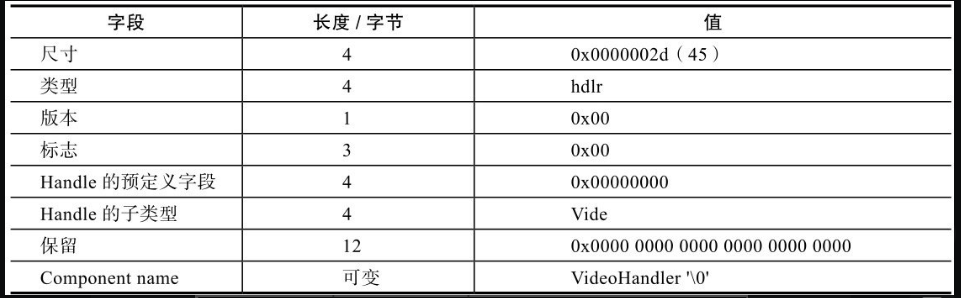 字段 长度 / 字节 值
尺寸 4 0x0000002d（45）
类型 4 hdlr
版本 1 0x00
标志 3 0x00
Handle 的预定义字段 4 0x00000000
Handle 的子类型 4 Vide
保留 12 0x0000 0000 0000 0000 0000 0000
Component name 可变 VideoHandler '\0'